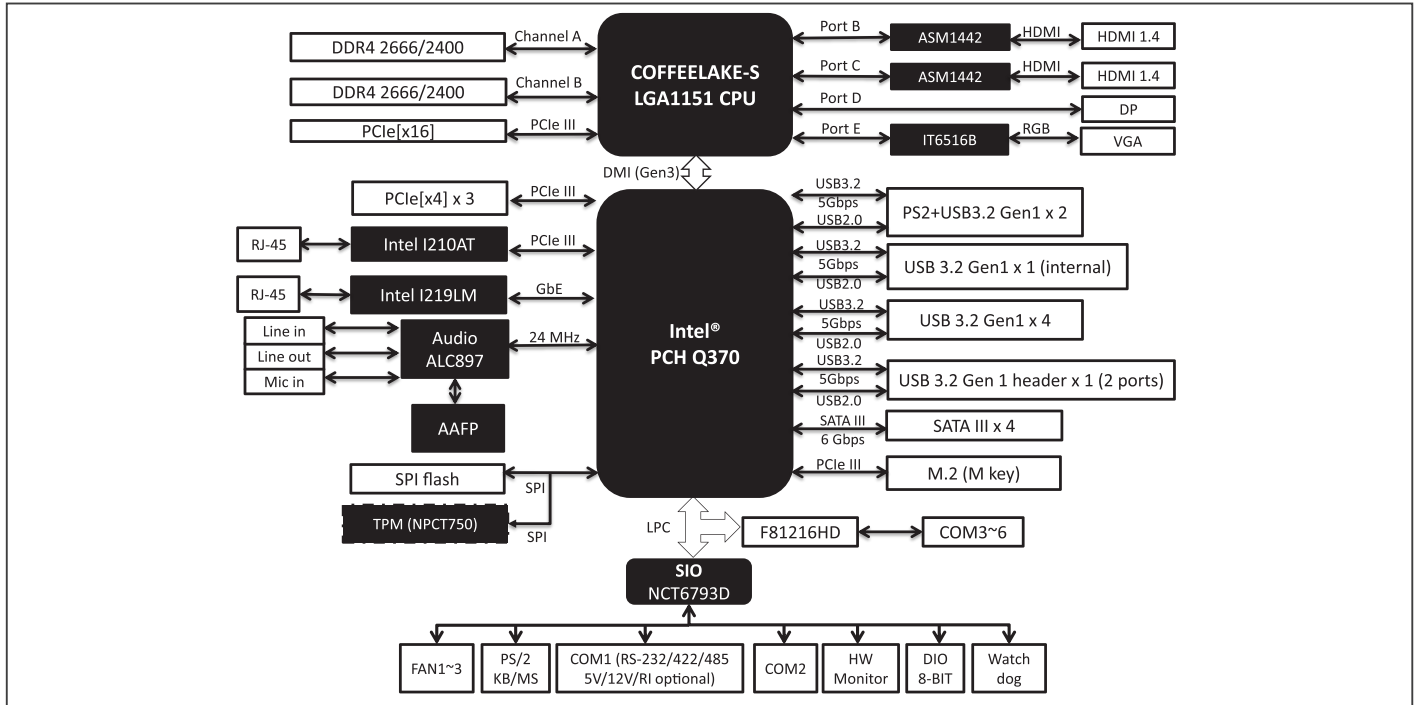 DDR4 2666/2400
Channel A
DDR4 2666/2400
Channel B
PCIe[x16]
PCIe III
COFFEELAKE-S
LGA1151 CPU
Port B
ASM1442
HDMI
HDMI 1.4
Port C
ASM1442
HDMI
HDMI 1.4
Port D
DP
Port E
IT6516B
RGB
VGA
DMI (Gen3)
PCIe[x4] x 3
PCIe III
RJ-45
Intel I210AT
PCIe III
RJ-45
Intel I219LM
GbE
Line in
Line out
Mic in
Audio
ALC897
24 MHz
AAFP
SPI flash
SPI
TPM (NPCT750)
SPI
Intel®
PCH Q370
USB3.2
5Gbps
USB2.0
PS2+USB3.2 Gen1 x 2
USB3.2
5Gbps
USB2.0
USB 3.2 Gen1 x 1 (internal)
USB3.2
5Gbps
USB2.0
USB 3.2 Gen1 x 4
USB3.2
5Gbps
USB2.0
USB 3.2 Gen 1 header x 1 (2 ports)
SATA III
6 Gbps
SATA III x 4
PCIe III
M.2 (M key)
LPC
F81216HD
COM3~6
SIO
NCT6793D
FAN1~3
PS/2
KB/MS
COM1 (RS-232/422/485
5V/12V/RI optional)
COM2
HW
Monitor
DIO
8-BIT
Watch
dog